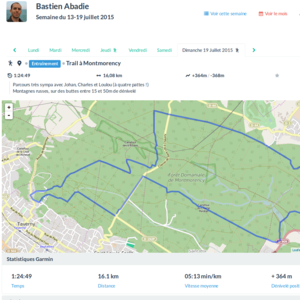 Bastien Abadie
Semaine du 13-19 juillet 2015
Voir cette semaine
Voir le mois
Lundi Mardi Mercredi Jeudi Vendredi Samedi Dimanche 19 Juillet 2015
Entraînement » Trail à Montmorency
1:24:49 16,08 km +364m : -368m
Parcours très sympa avec Johan, Charles et Loulou (à quatre pattes !)
Montagnes russes, sur des buttes entre 15 et 50m de dénivelé
+
-
Forêt Domaniale
de Montmorency
Taverny
Statistiques Garmin
1:24:49 16.1 km 05:13 min/km + 364 m
Temps Distance Vitesse moyenne Dénivelé posit